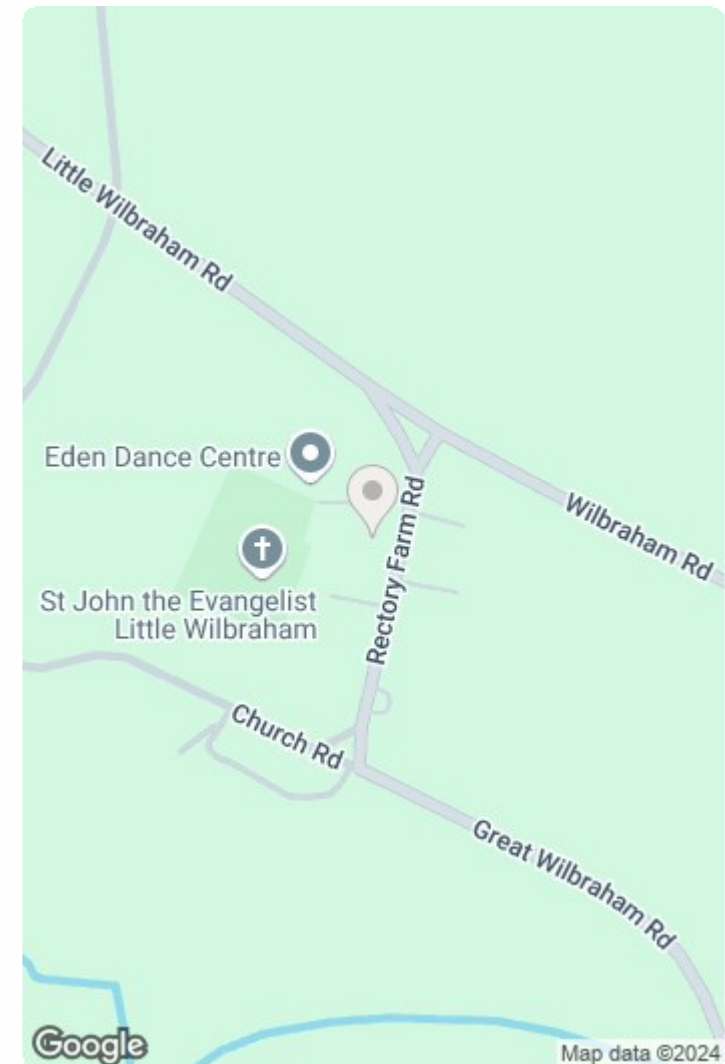 Little Wilbraham Rd
Eden Dance Centre
Wilbraham Rd
Rectory Farm Rd
St John the Evangelist
Little Wilbraham
Church Rd
Great Wilbraham Rd
Google
Map data ©2024